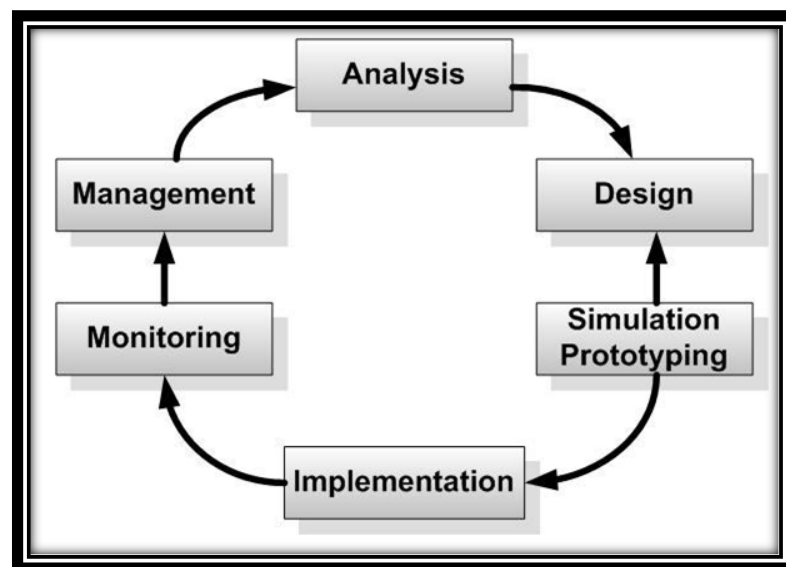 Analysis
Management
Design
Monitoring
Simulation
Prototyping
Implementation